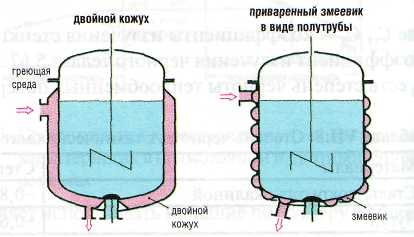 двойной кожух
приваренный змеевик
в виде полутрубы
греющая
среда
двойной
кожух
змеевик